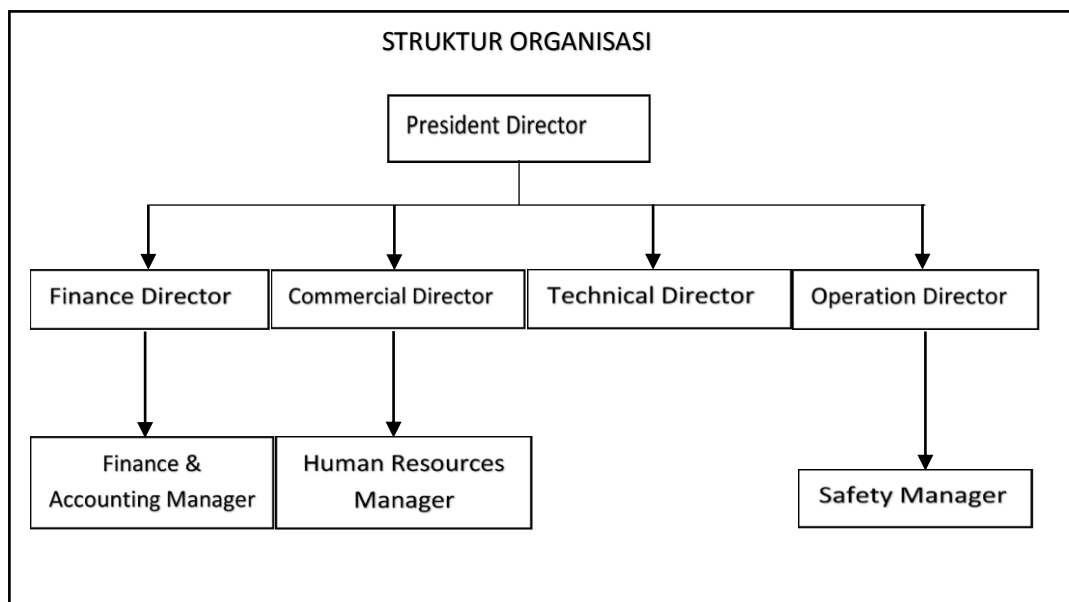 STRUKTUR ORGANISASI
President Director
Finance Director
Commercial Director
Technical Director
Operation Director
Finance &
Accounting Manager
Human Resources
Manager
Safety Manager